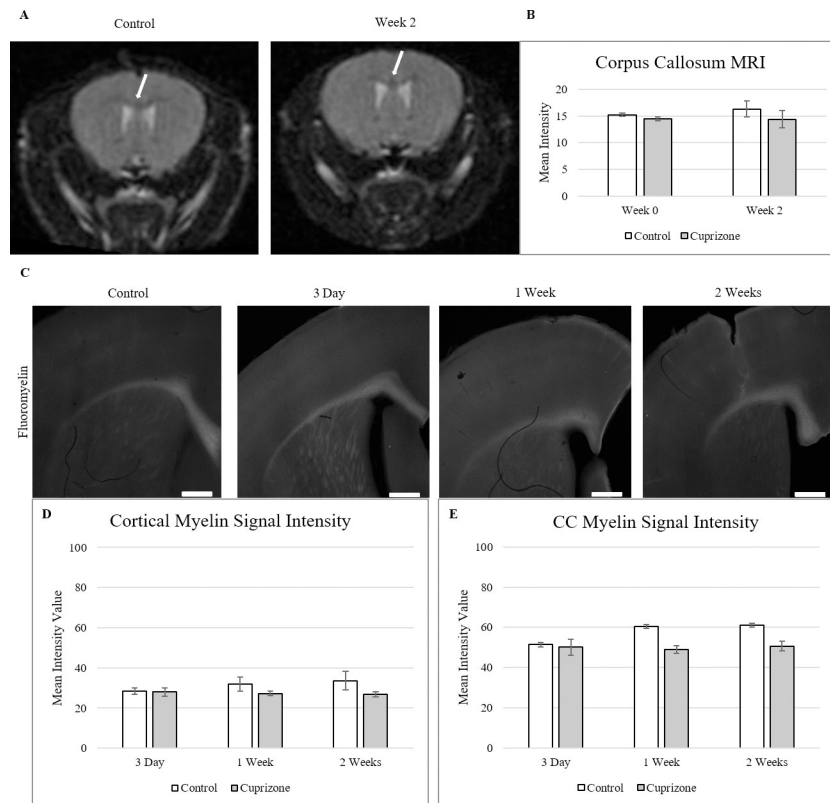 A
Control
Week 2
B
Corpus Callosum MRI
Mean Intensity
20
15
10
5
0
Week 0
Week 2
Control
Cuprizone
C
Control
3 Day
1 Week
2 Weeks
Fluoromyelin
D
Cortical Myelin Signal Intensity
Mean Intensity Value
100
80
60
40
20
0
3 Day
1 Week
2 Weeks
Control
Cuprizone
E
CC Myelin Signal Intensity
Mean Intensity Value
100
80
60
40
20
0
3 Day
1 Week
2 Weeks
Control
Cuprizone